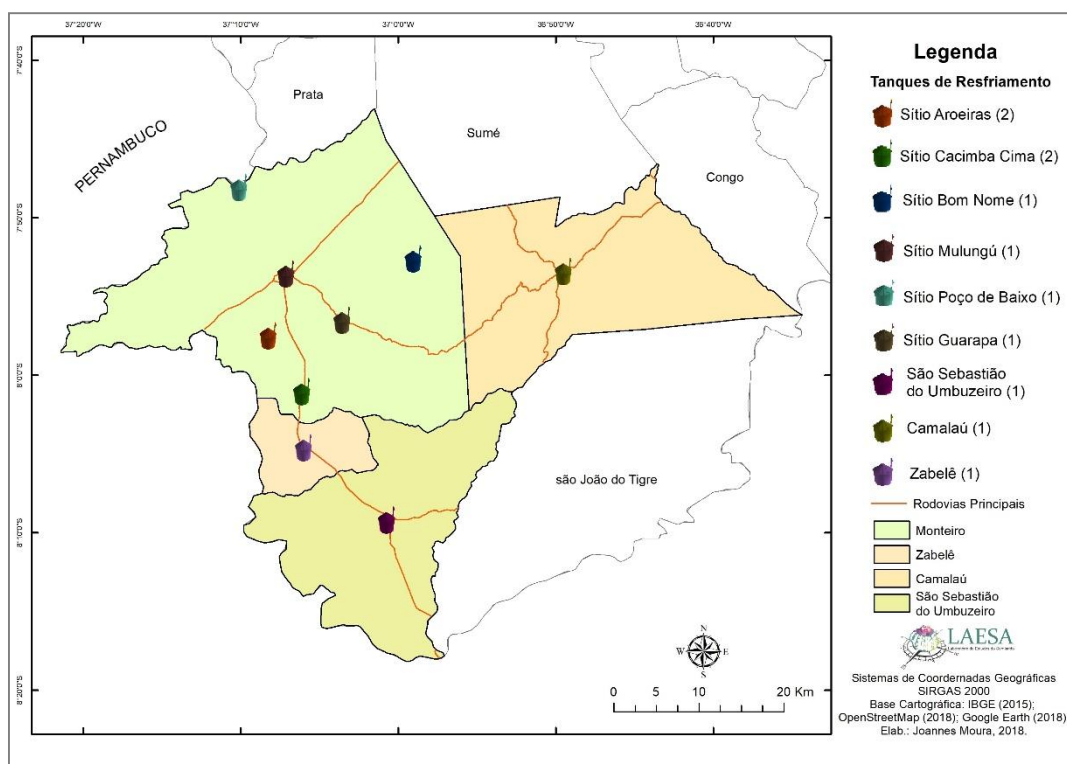 37°20'0"W 37°10'0"W 37°0'0"W 36°50'0"W 36°40'0"W
7°40'0"S
7°50'0"S
8°0'0"S
8°10'0"S
8°20'0"S
PERNAMBUCO
Prata
Sumé
Congo
são João do Tigre
N
W E
S
0 5 10 20 Km
Legenda
Tanques de Resfriamento
Sítio Aroeiras (2)
Sítio Cacimba Cima (2)
Sítio Bom Nome (1)
Sítio Mulungú (1)
Sítio Poço de Baixo (1)
Sítio Guarapa (1)
São Sebastião
do Umbuzeiro (1)
Camalaú (1)
Zabelê (1)
Rodovias Principais
Monteiro
Zabelê
Camalaú
São Sebastião
do Umbuzeiro
LAESA
Sistemas de Coordernadas Geográficas
SIRGAS 2000
Base Cartográfica: IBGE (2015);
OpenStreetMap (2018); Google Earth (2018)
Elab.: Joannes Moura, 2018.